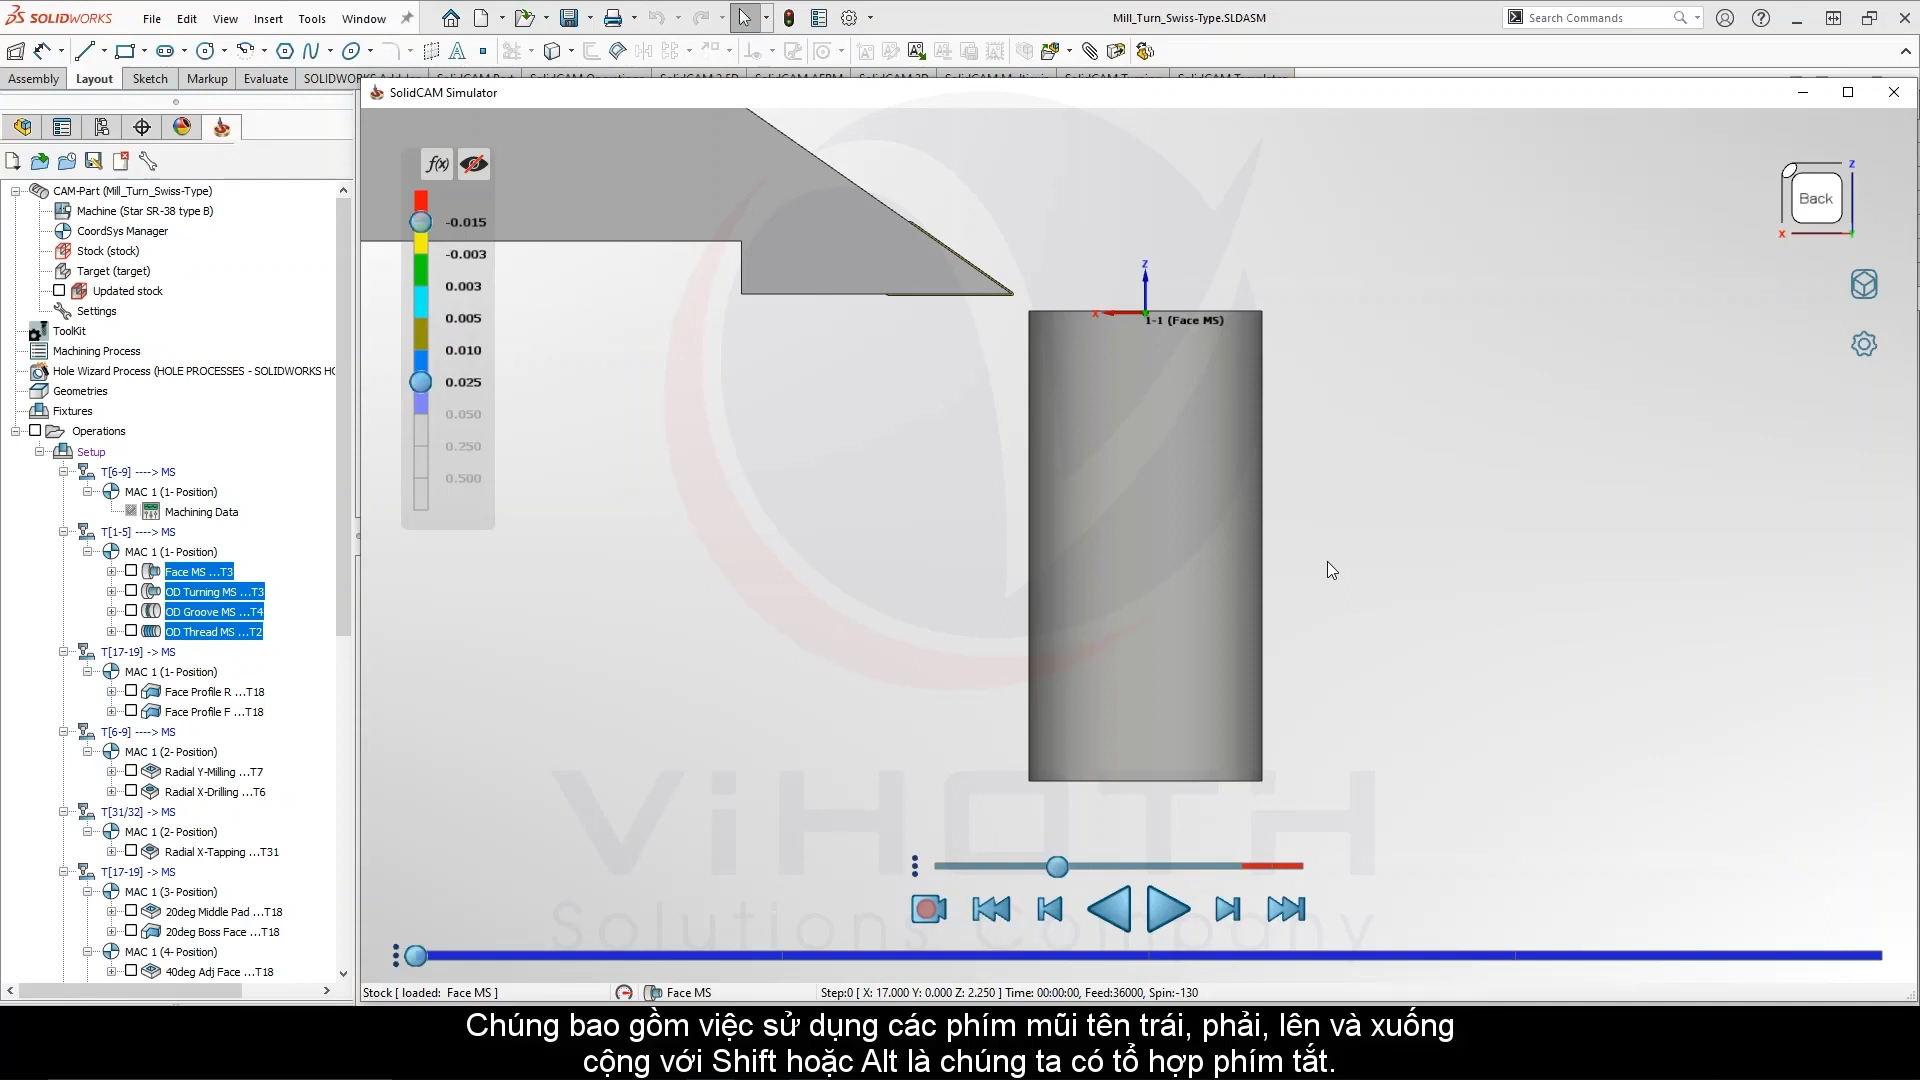 SOLIDWORKS
File Edit View Insert Tools Window
Mill_Turn_Swiss-Type.SLDASM
Search Commands
Assembly Layout Sketch Markup Evaluate
SolidCAM Simulator
CAM-Part (Mill_Turn_Swiss-Type)
Machine (Star SR-38 type B)
CoordSys Manager
Stock (stock)
Target (target)
Updated stock
Settings
ToolKit
Machining Process
Hole Wizard Process (HOLE PROCESSES - SOLIDWORKS HO
Geometries
Fixtures
Operations
Setup
T[6-9] ----> MS
MAC 1 (1- Position)
Machining Data
T[1-5] ----> MS
MAC 1 (1- Position)
Face MS ...T3
OD Turning MS ...T3
OD Groove MS ...T4
OD Thread MS ...T2
T[17-19] -> MS
MAC 1 (1- Position)
Face Profile R ...T18
Face Profile F ...T18
T[6-9] ----> MS
MAC 1 (2- Position)
Radial Y-Milling ...T7
Radial X-Drilling ...T6
T[31/32] -> MS
MAC 1 (2- Position)
Radial X-Tapping ...T31
T[17-19] -> MS
MAC 1 (3- Position)
20deg Middle Pad ...T18
20deg Boss Face ...T18
MAC 1 (4- Position)
40deg Adj Face ...T18
f(x)
-0.015
-0.003
0.003
0.005
0.010
0.025
0.050
0.250
0.500
Z
X
1-1 (Face MS)
Z
Back
X
ViHOTH
Solutions Company
Stock [ loaded: Face MS ]
Face MS
Step:0 [ X: 17.000 Y: 0.000 Z: 2.250 ] Time: 00:00:00, Feed:36000, Spin:-130
Chúng bao gồm việc sử dụng các phím mũi tên trái, phải, lên và xuống
cộng với Shift hoặc Alt là chúng ta có tổ hợp phím tắt.